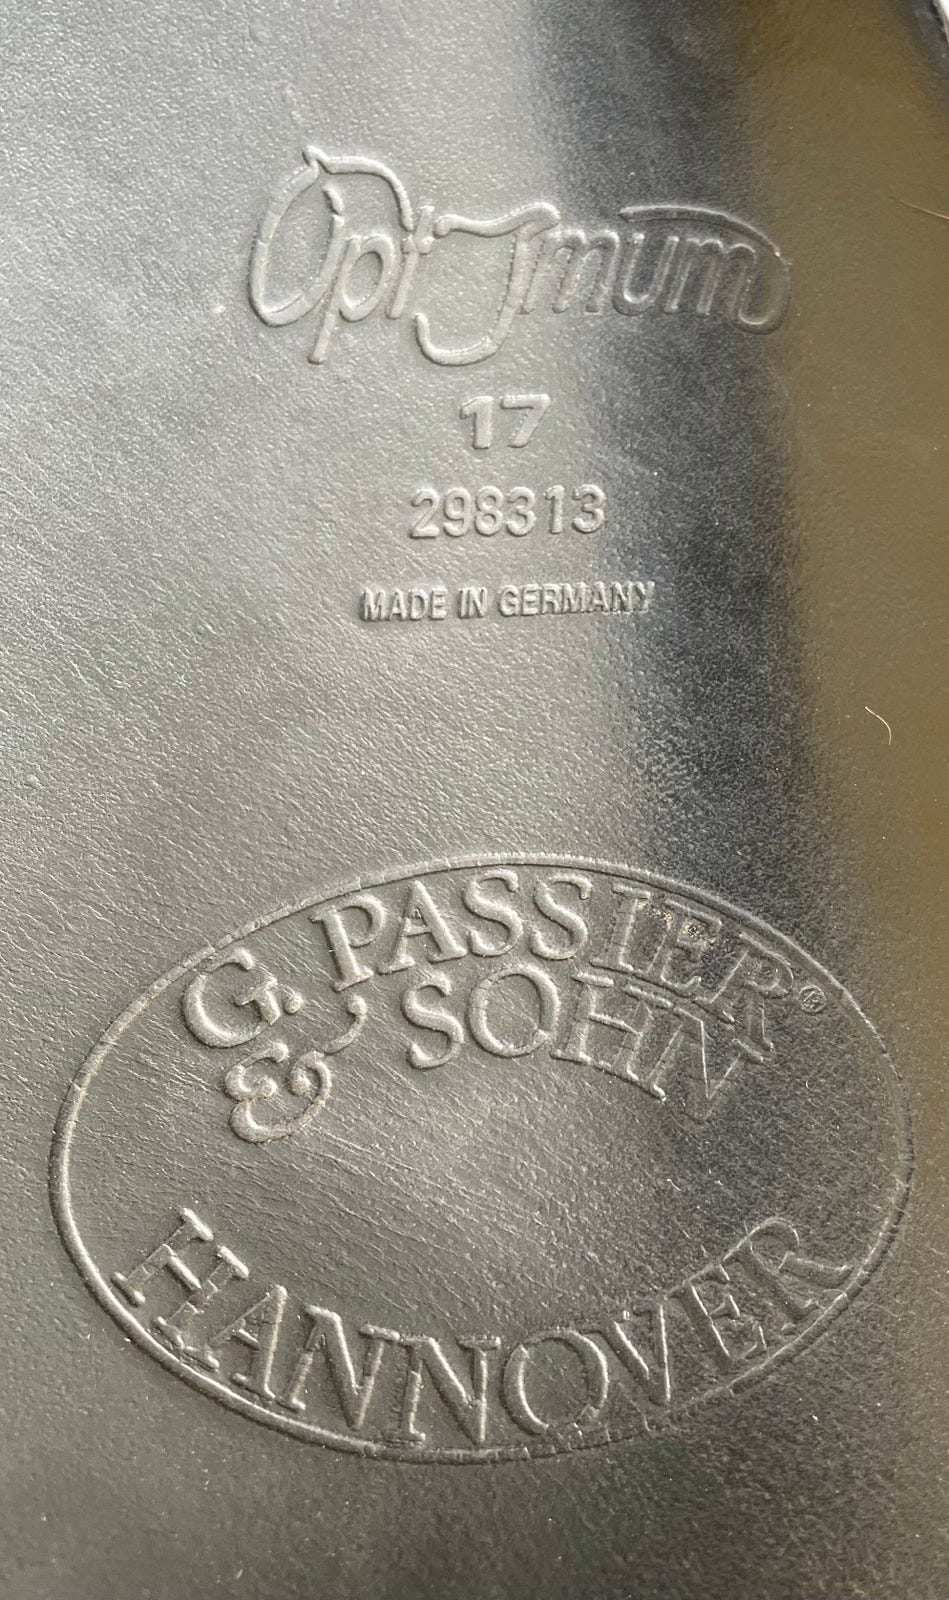 Optimum
17
298313
MADE IN GERMANY
G. PASSIER®
& SOHN
HANNOVER